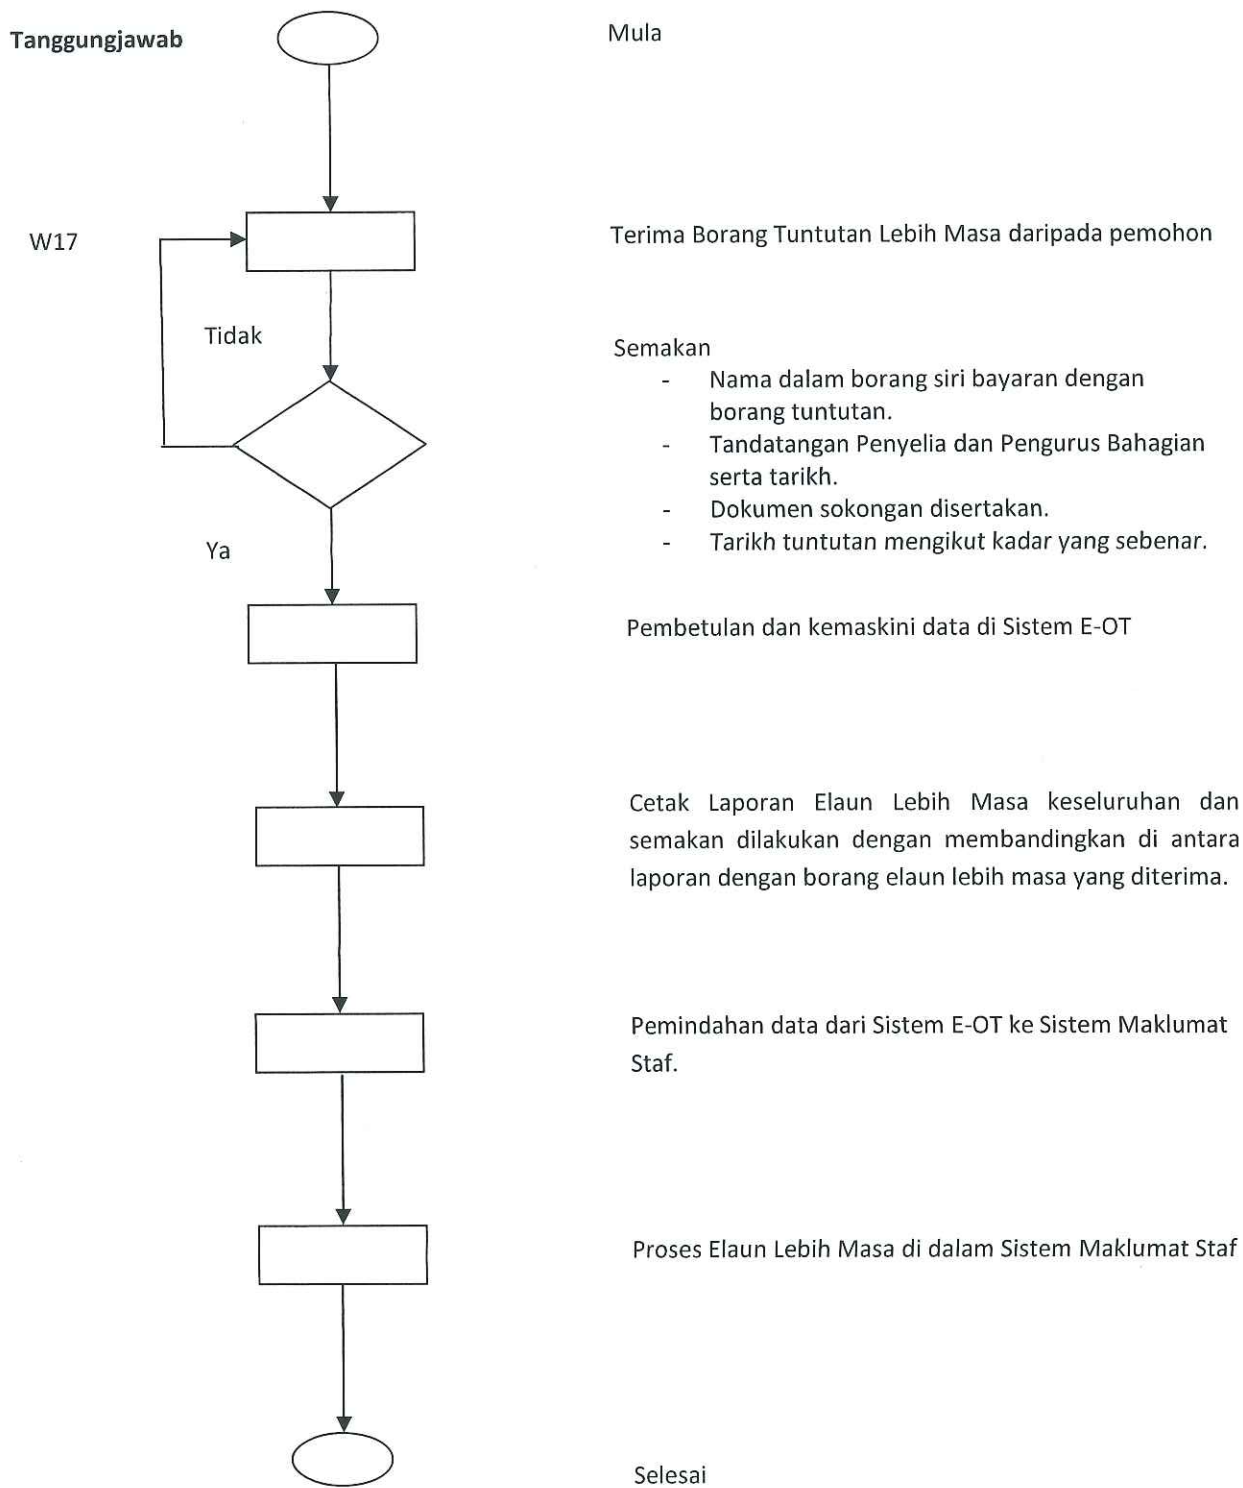 Tanggungjawab
Mula
W17
Terima Borang Tuntutan Lebih Masa daripada pemohon
Tidak
Semakan
- Nama dalam borang siri bayaran dengan
borang tuntutan.
- Tandatangan Penyelia dan Pengurus Bahagian
serta tarikh.
- Dokumen sokongan disertakan.
- Tarikh tuntutan mengikut kadar yang sebenar.
Ya
Pembetulan dan kemaskini data di Sistem E-OT
Cetak Laporan Elaun Lebih Masa keseluruhan dan
semakan dilakukan dengan membandingkan di antara
laporan dengan borang elaun lebih masa yang diterima.
Pemindahan data dari Sistem E-OT ke Sistem Maklumat
Staf.
Proses Elaun Lebih Masa di dalam Sistem Maklumat Staf
Selesai